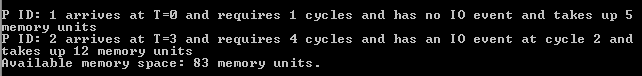 P ID: 1 arrives at T=0 and requires 1 cycles and has no IO event and takes up 5
memory units
P ID: 2 arrives at T=3 and requires 4 cycles and has an IO event at cycle 2 and
takes up 12 memory units
Available memory space: 83 memory units.